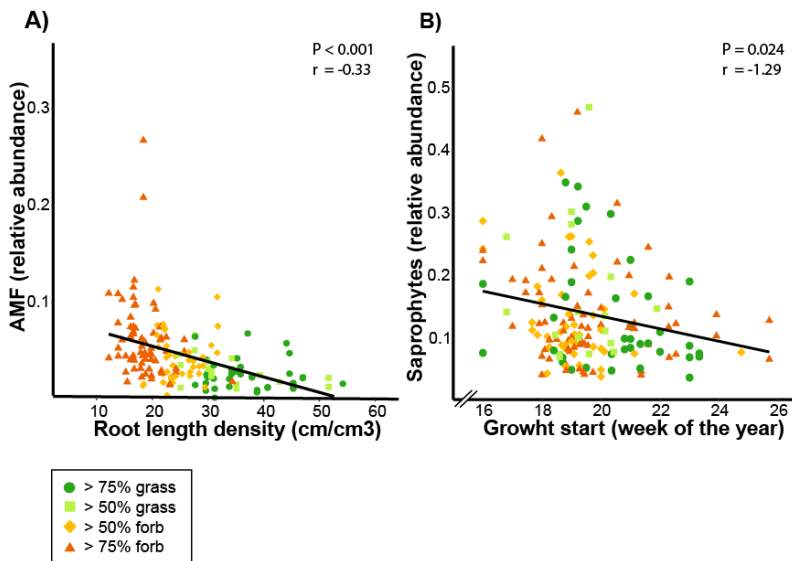 A)
P < 0.001
r = -0.33
AMF (relative abundance)
0.3
0.2
0.1
10 20 30 40 50 60
Root length density (cm/cm3)
B)
P = 0.024
r = -1.29
Saprophytes (relative abundance)
0.5
0.4
0.3
0.2
0.1
16 18 20 22 24 26
Growht start (week of the year)
> 75% grass
> 50% grass
> 50% forb
> 75% forb